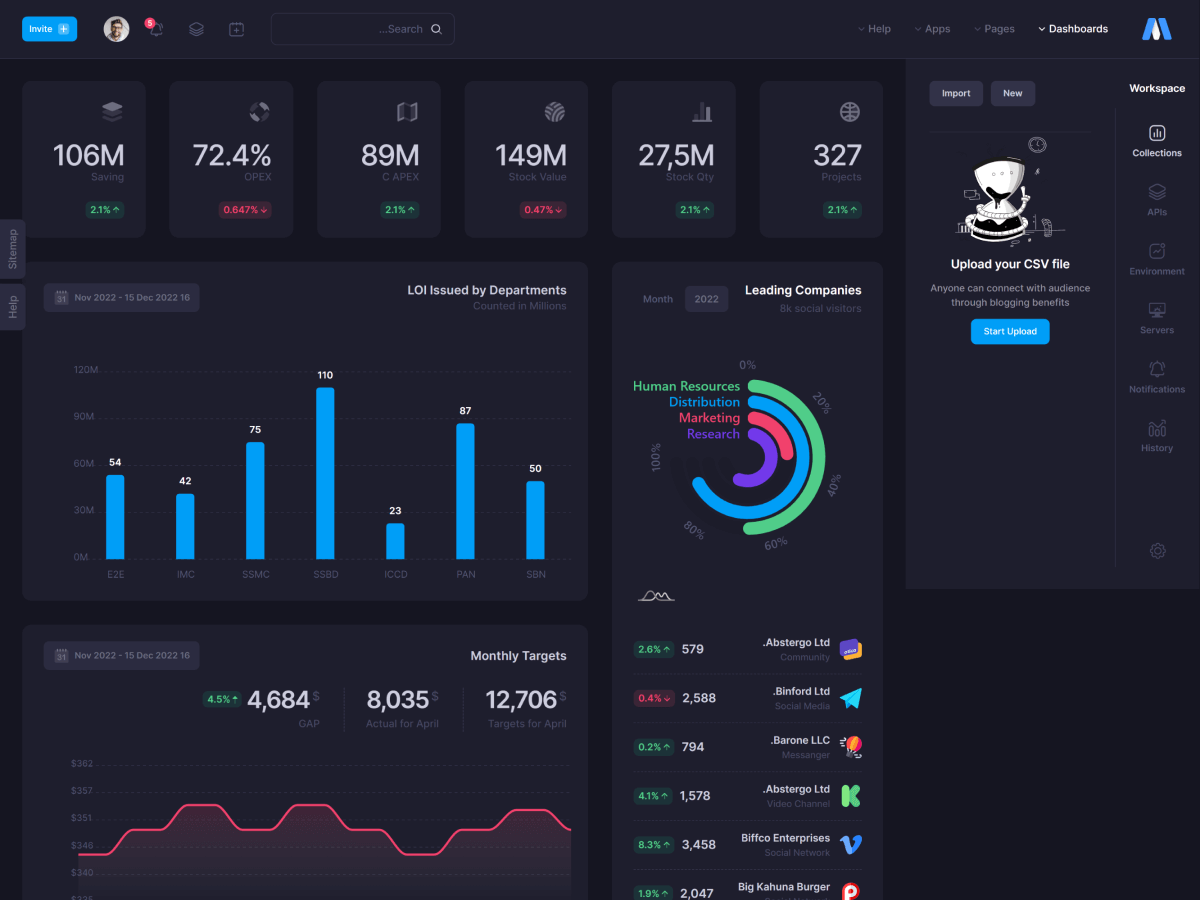 Invite
5
Search...
Help
Apps
Pages
Dashboards
106M
Saving
2.1%
72.4%
OPEX
0.647%
89M
C APEX
2.1%
149M
Stock Value
0.47%
27,5M
Stock Qty
2.1%
327
Projects
2.1%
Import
New
Workspace
Collections
APIs
Environment
Servers
Notifications
History
Upload your CSV file
Anyone can connect with audience
through blogging benefits
Start Upload
Sitemap
Help
31
Nov 2022 - 15 Dec 2022 16
LOI Issued by Departments
Counted in Millions
120M
90M
60M
30M
0M
54
42
75
110
23
87
50
E2E
IMC
SSMC
SSBD
ICCD
PAN
SBN
Month
2022
Leading Companies
8k social visitors
Human Resources
Distribution
Marketing
Research
0%
20%
40%
60%
80%
100%
2.6%
579
.Abstergo Ltd
Community
0.4%
2,588
.Binford Ltd
Social Media
0.2%
794
.Barone LLC
Messanger
4.1%
1,578
.Abstergo Ltd
Video Channel
8.3%
3,458
Biffco Enterprises
Social Network
1.9%
2,047
Big Kahuna Burger
Social Network
31
Nov 2022 - 15 Dec 2022 16
Monthly Targets
4.5%
4,684$
GAP
8,035$
Actual for April
12,706$
Targets for April
$362
$357
$351
$346
$340
$335